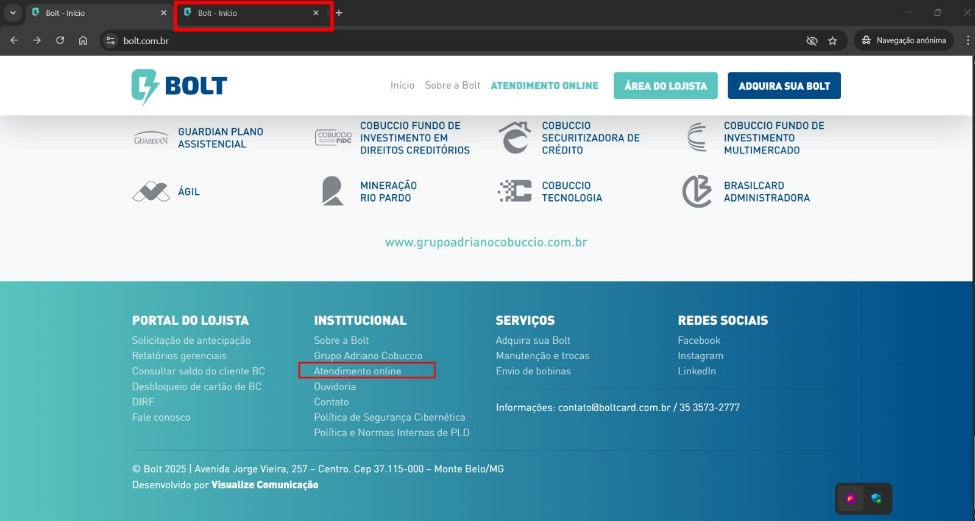 Bolt - Início
Bolt - Início
bolt.com.br
Navegação anónima
BOLT
Início
Sobre a Bolt
ATENDIMENTO ONLINE
ÁREA DO LOJISTA
ADQUIRA SUA BOLT
GUARDIAN
GUARDIAN PLANO
ASSISTENCIAL
COBUCCIO
FIDC
COBUCCIO FUNDO DE
INVESTIMENTO EM
DIREITOS CREDITÓRIOS
COBUCCIO
SECURITIZADORA DE
CRÉDITO
COBUCCIO FUNDO DE
INVESTIMENTO
MULTIMERCADO
ÁGIL
MINERAÇÃO
RIO PARDO
COBUCCIO
TECNOLOGIA
BRASILCARD
ADMINISTRADORA
www.grupoadrianocobuccio.com.br
PORTAL DO LOJISTA
Solicitação de antecipação
Relatórios gerenciais
Consultar saldo do cliente BC
Desbloqueio de cartão de BC
DIRF
Fale conosco
INSTITUCIONAL
Sobre a Bolt
Grupo Adriano Cobuccio
Atendimento online
Ouvidoria
Contato
Política de Segurança Cibernética
Política e Normas Internas de PLD
SERVIÇOS
Adquira sua Bolt
Manutenção e trocas
Envio de bobinas
REDES SOCIAIS
Facebook
Instagram
LinkedIn
Informações: contato@boltcard.com.br / 35 3573-2777
© Bolt 2025 | Avenida Jorge Vieira, 257 – Centro. Cep 37.115-000 – Monte Belo/MG
Desenvolvido por Visualize Comunicação